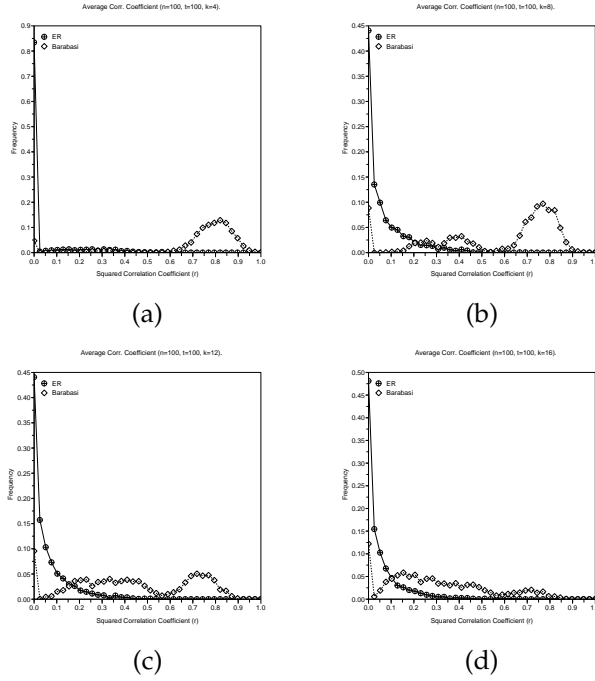 Average Corr. Coefficient (n=100, t=100, k=4).
0.9
0.8
0.7
0.6
0.5
0.4
0.3
0.2
0.1
0.0
Frequency
ER
Barabasi
0.0 0.1 0.2 0.3 0.4 0.5 0.6 0.7 0.8 0.9 1.0
Squared Correlation Coefficient (r)
(a)
Average Corr. Coefficient (n=100, t=100, k=8).
0.45
0.40
0.35
0.30
0.25
0.20
0.15
0.10
0.05
0.00
Frequency
ER
Barabasi
0.0 0.1 0.2 0.3 0.4 0.5 0.6 0.7 0.8 0.9 1.0
Squared Correlation Coefficient (r)
(b)
Average Corr. Coefficient (n=100, t=100, k=12).
0.45
0.40
0.35
0.30
0.25
0.20
0.15
0.10
0.05
0.00
Frequency
ER
Barabasi
0.0 0.1 0.2 0.3 0.4 0.5 0.6 0.7 0.8 0.9 1.0
Squared Correlation Coefficient (r)
(c)
Average Corr. Coefficient (n=100, t=100, k=16).
0.50
0.45
0.40
0.35
0.30
0.25
0.20
0.15
0.10
0.05
0.00
Frequency
ER
Barabasi
0.0 0.1 0.2 0.3 0.4 0.5 0.6 0.7 0.8 0.9 1.0
Squared Correlation Coefficient (r)
(d)